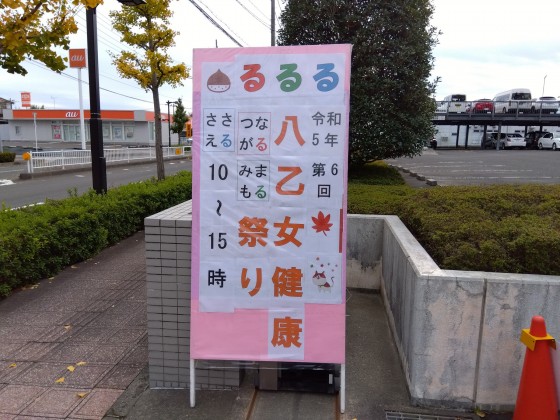 るるる
令和5年 第6回
八乙女健康
祭り
つながる
みまもる
ささえる
10～15時
au